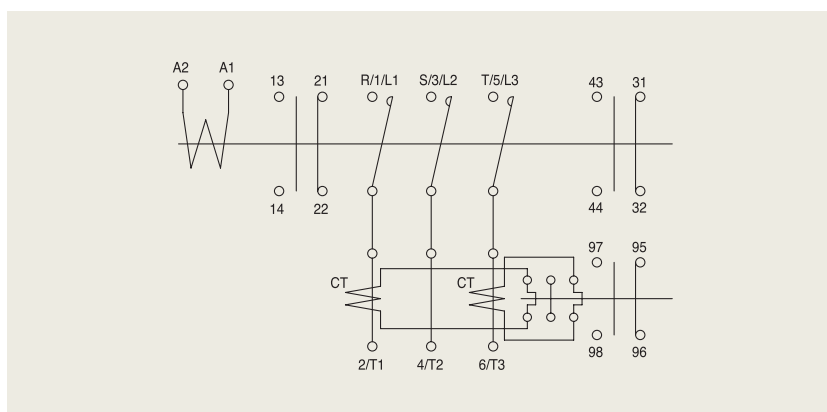 A2 A1 13 21 R/1/L1 S/3/L2 T/5/L3 43 31
14 22 44 32
97 95
CT CT
98 96
2/T1 4/T2 6/T3